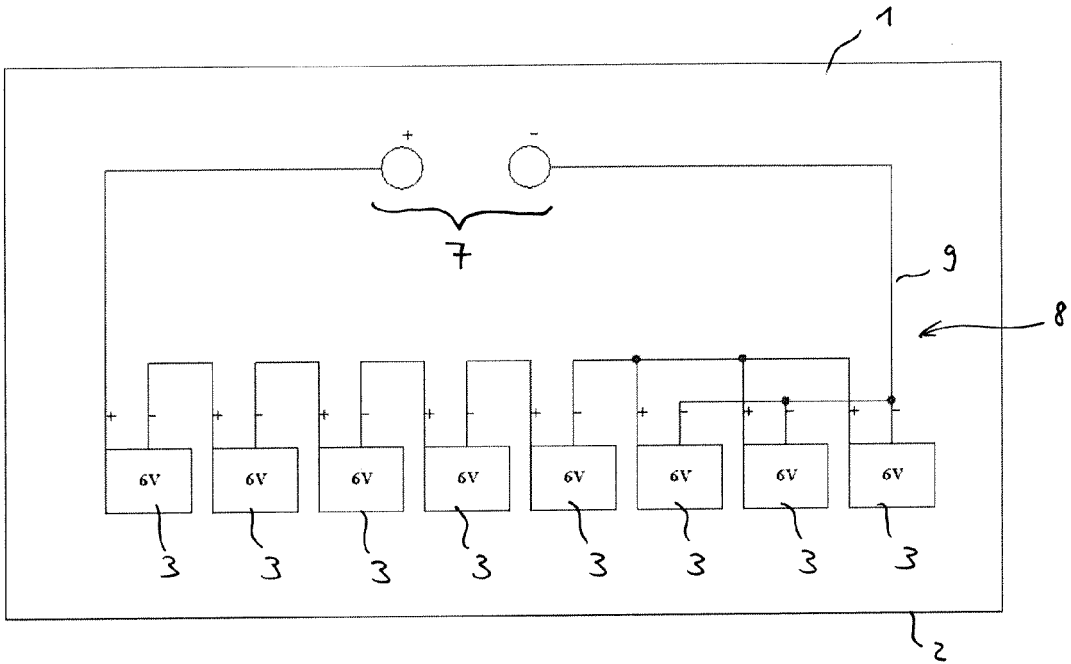 1
+ -
7
9
8
+ - + - + - + - + - + - + - + -
6V 6V 6V 6V 6V 6V 6V 6V
3 3 3 3 3 3 3 3
2